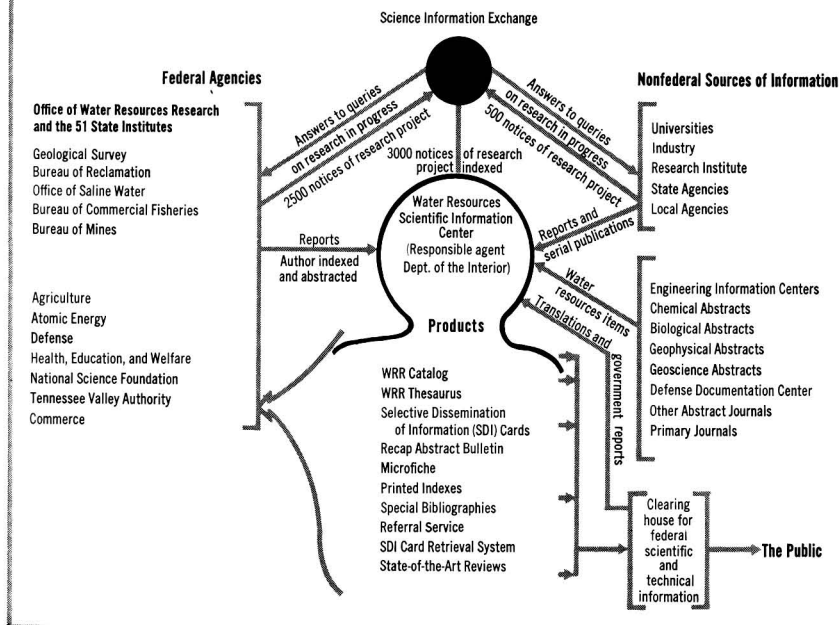 Science Information Exchange
Federal Agencies
Office of Water Resources Research
and the 51 State Institutes
Geological Survey
Bureau of Reclamation
Office of Saline Water
Bureau of Commercial Fisheries
Bureau of Mines
Agriculture
Atomic Energy
Defense
Health, Education, and Welfare
National Science Foundation
Tennessee Valley Authority
Commerce
Answers to queries
on research in progress
2500 notices of research project
3000 notices of research
project indexed
Answers to queries
on research in progress
500 notices of research project
Nonfederal Sources of Information
Universities
Industry
Research Institute
State Agencies
Local Agencies
Reports
Author indexed
and abstracted
Water Resources
Scientific Information
Center
(Responsible agent
Dept. of the Interior)
Reports and
serial publications
Water
resources items
Translations and
government reports
Engineering Information Centers
Chemical Abstracts
Biological Abstracts
Geophysical Abstracts
Geoscience Abstracts
Defense Documentation Center
Other Abstract Journals
Primary Journals
Products
WRR Catalog
WRR Thesaurus
Selective Dissemination
of Information (SDI) Cards
Recap Abstract Bulletin
Microfiche
Printed Indexes
Special Bibliographies
Referral Service
SDI Card Retrieval System
State-of-the-Art Reviews
Clearing
house for
federal
scientific
and
technical
information
The Public